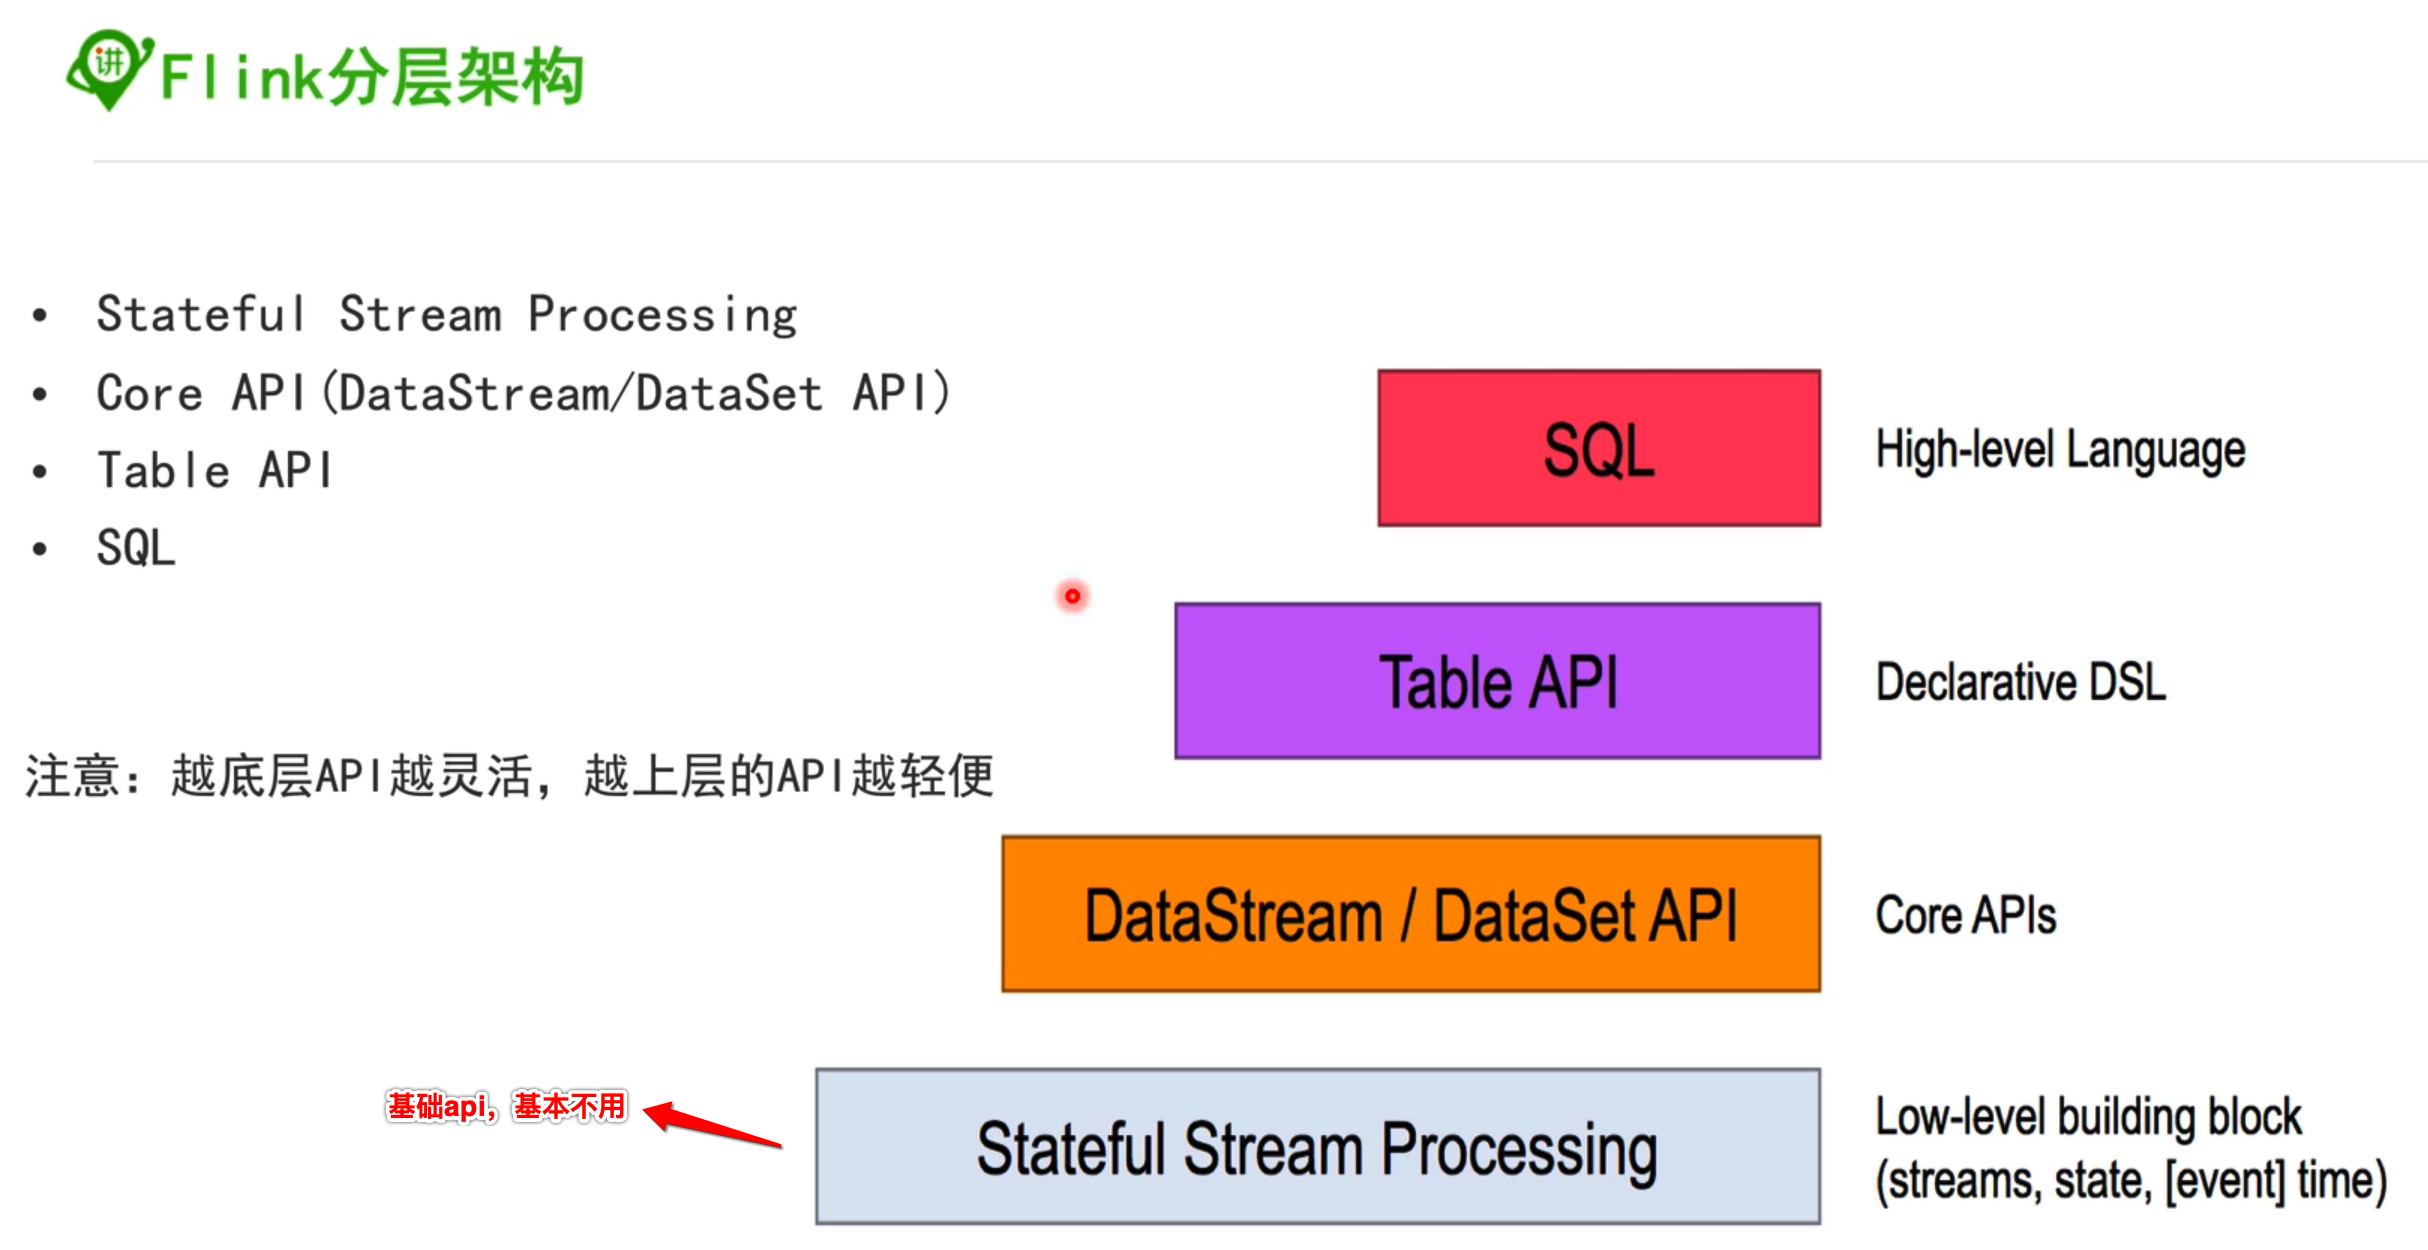 讲
Flink分层架构
• Stateful Stream Processing
• Core API(DataStream/DataSet API)
• Table API
• SQL
注意：越底层API越灵活，越上层的API越轻便
SQL
High-level Language
Table API
Declarative DSL
DataStream / DataSet API
Core APIs
基础api，基本不用
Stateful Stream Processing
Low-level building block
(streams, state, [event] time)